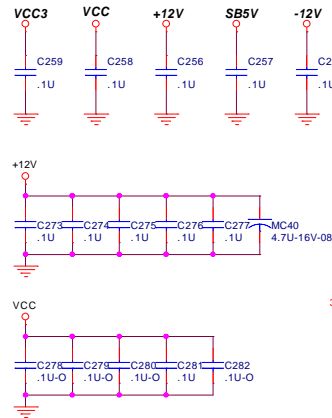 VCC3 VCC +12V SB5V -12V
C259 C258 C256 C257 C2
.1U .1U .1U .1U .1U
+12V
C273 C274 C275 C276 C277 MC40
.1U .1U .1U .1U .1U 4.7U-16V-08
VCC
C278 C279 C280 C281 C282
.1U-O .1U-O .1U-O .1U .1U-O